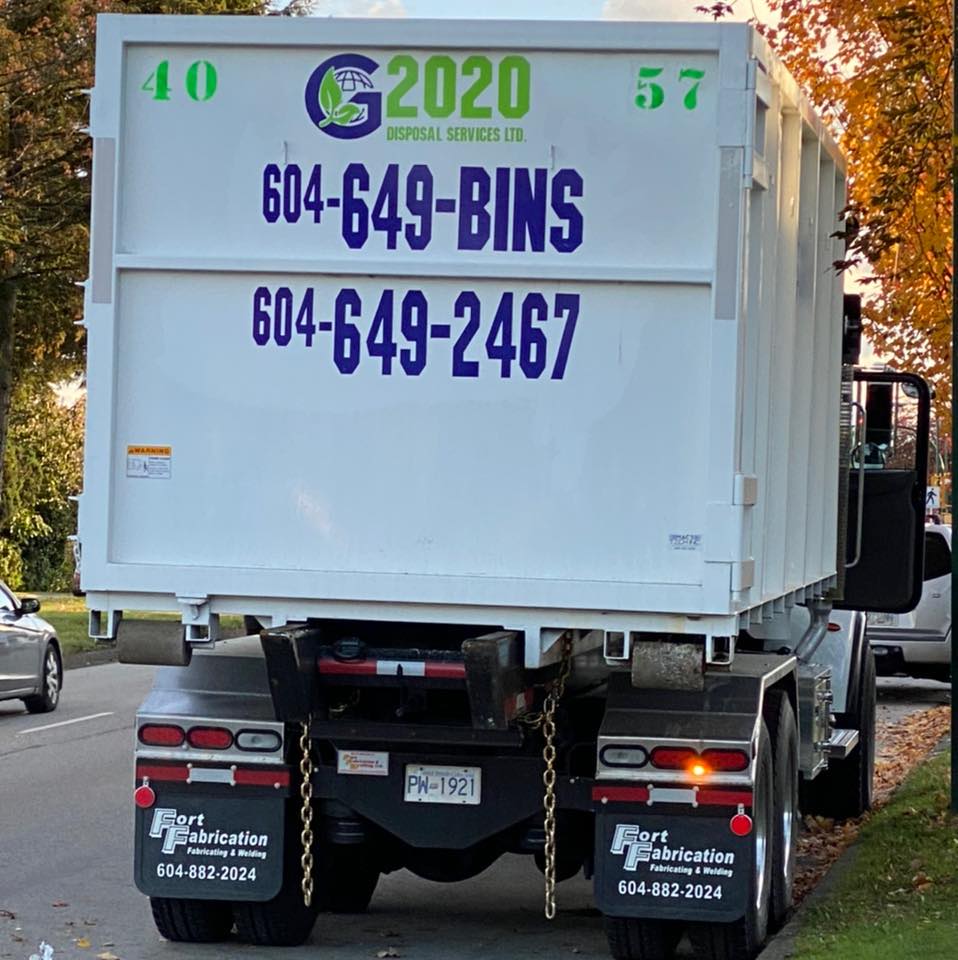 40
G2020
57
DISPOSAL SERVICES LTD.
604-649-BINS
604-649-2467
WARNING
PW-1921
Fort
Fabrication
Fabricating & Welding
604-882-2024
Fort
Fabrication
Fabricating & Welding
604-882-2024